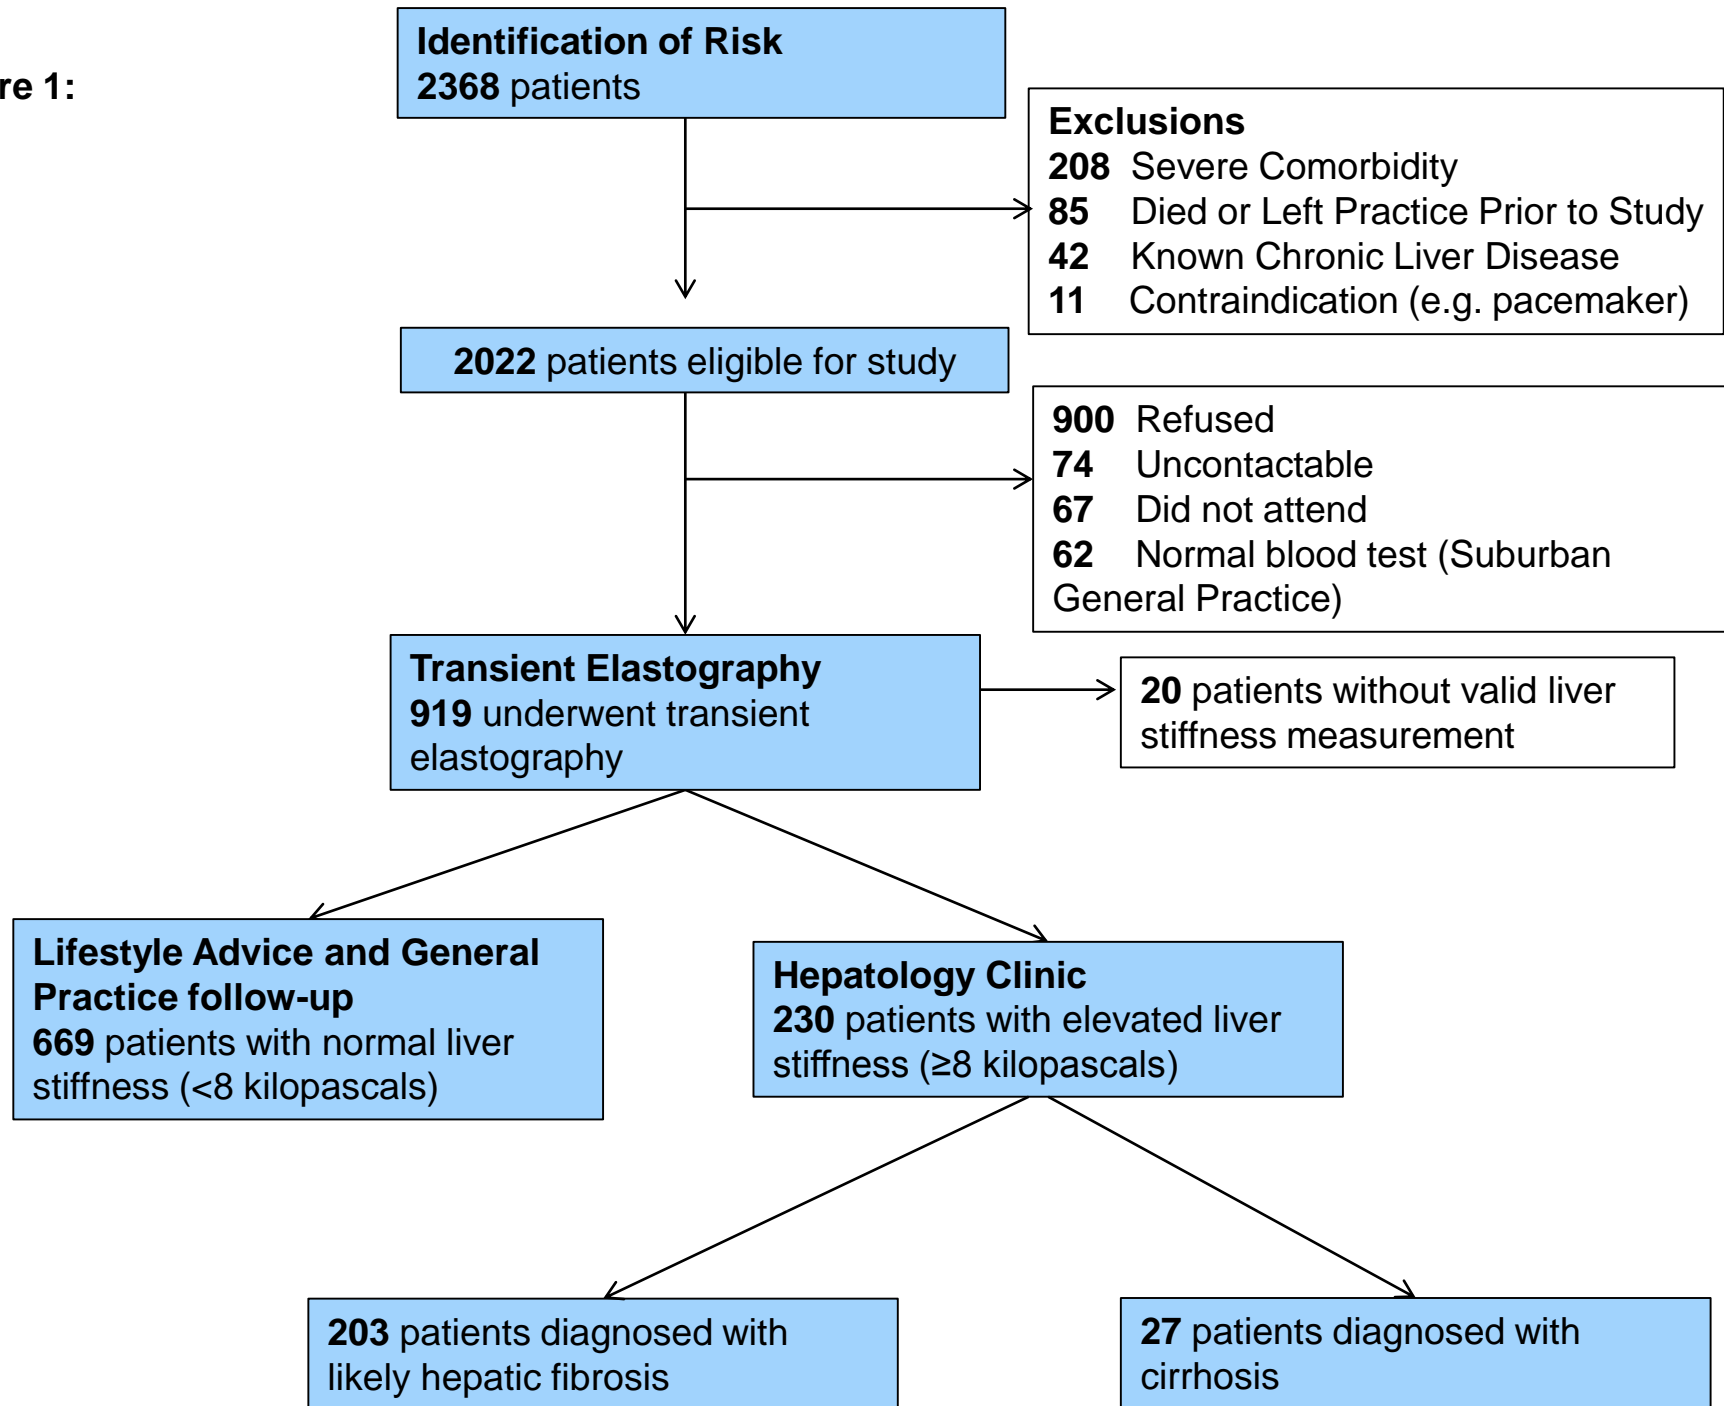 re 1:
Identification of Risk
2368 patients
Exclusions
208 Severe Comorbidity
85 Died or Left Practice Prior to Study
42 Known Chronic Liver Disease
11 Contraindication (e.g. pacemaker)
2022 patients eligible for study
900 Refused
74 Uncontactable
67 Did not attend
62 Normal blood test (Suburban
General Practice)
Transient Elastography
919 underwent transient
elastography
20 patients without valid liver
stiffness measurement
Lifestyle Advice and General
Practice follow-up
669 patients with normal liver
stiffness (<8 kilopascals)
Hepatology Clinic
230 patients with elevated liver
stiffness (≥8 kilopascals)
203 patients diagnosed with
likely hepatic fibrosis
27 patients diagnosed with
cirrhosis